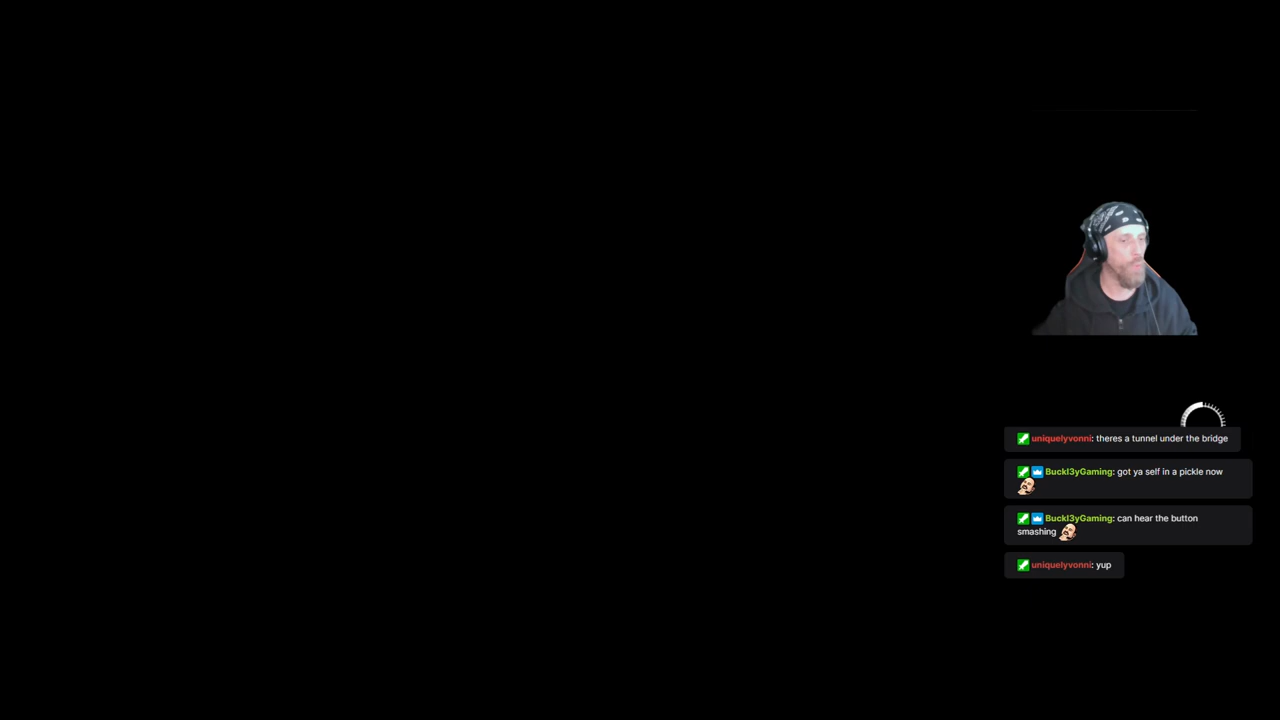 uniquelyvonni: theres a tunnel under the bridge
Buckl3yGaming: got ya self in a pickle now
Buckl3yGaming: can hear the button
smashing
uniquelyvonni: yup